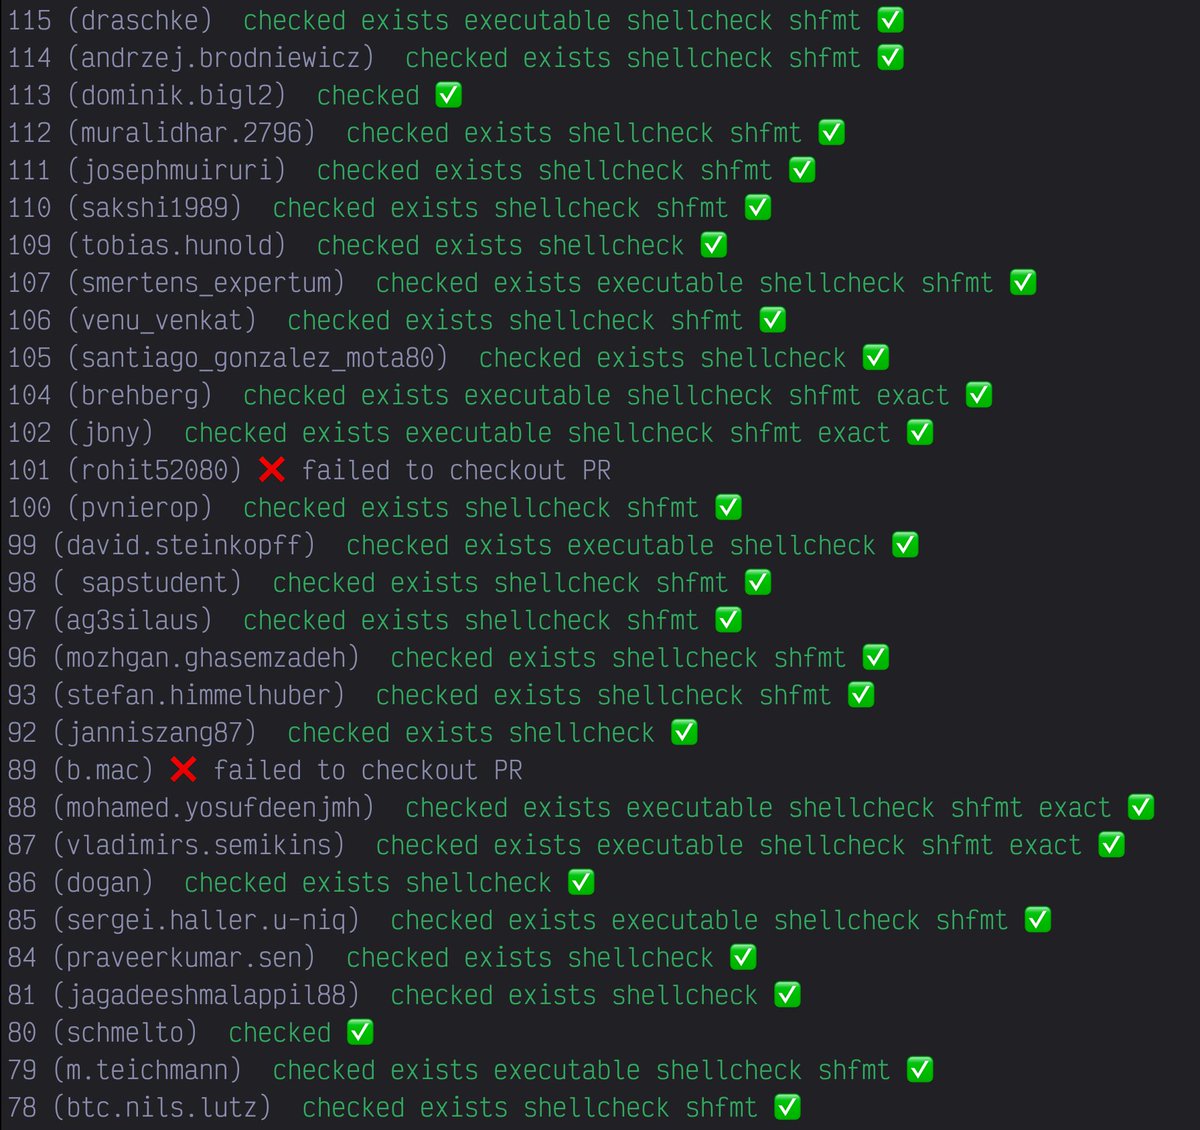 115 (draschke) checked exists executable shellcheck shfmt ✅
114 (andrzej.brodniewicz) checked exists shellcheck shfmt ✅
113 (dominik.bigl2) checked ✅
112 (muralidhar.2796) checked exists shellcheck shfmt ✅
111 (josephmuiruri) checked exists shellcheck shfmt ✅
110 (sakshi1989) checked exists shellcheck shfmt ✅
109 (tobias.hunold) checked exists shellcheck ✅
107 (smertens_expertum) checked exists executable shellcheck shfmt ✅
106 (venu_venkat) checked exists shellcheck shfmt ✅
105 (santiago_gonzalez_mota80) checked exists shellcheck ✅
104 (brehberg) checked exists executable shellcheck shfmt exact ✅
102 (jbny) checked exists executable shellcheck shfmt exact ✅
101 (rohit52080) ❌ failed to checkout PR
100 (pvnierop) checked exists shellcheck shfmt ✅
99 (david.steinkopff) checked exists executable shellcheck ✅
98 ( sapstudent) checked exists shellcheck shfmt ✅
97 (ag3silaus) checked exists shellcheck shfmt ✅
96 (mozhgan.ghasemzadeh) checked exists shellcheck shfmt ✅
93 (stefan.himmelhuber) checked exists shellcheck shfmt ✅
92 (janniszang87) checked exists shellcheck ✅
89 (b.mac) ❌ failed to checkout PR
88 (mohamed.yosufdeenjmh) checked exists executable shellcheck shfmt exact ✅
87 (vladimirs.semikins) checked exists executable shellcheck shfmt exact ✅
86 (dogan) checked exists shellcheck ✅
85 (sergei.haller.u-niq) checked exists executable shellcheck shfmt ✅
84 (praveerkumar.sen) checked exists shellcheck ✅
81 (jagadeeshmalappil88) checked exists shellcheck ✅
80 (schmelto) checked ✅
79 (m.teichmann) checked exists executable shellcheck shfmt ✅
78 (btc.nils.lutz) checked exists shellcheck shfmt ✅